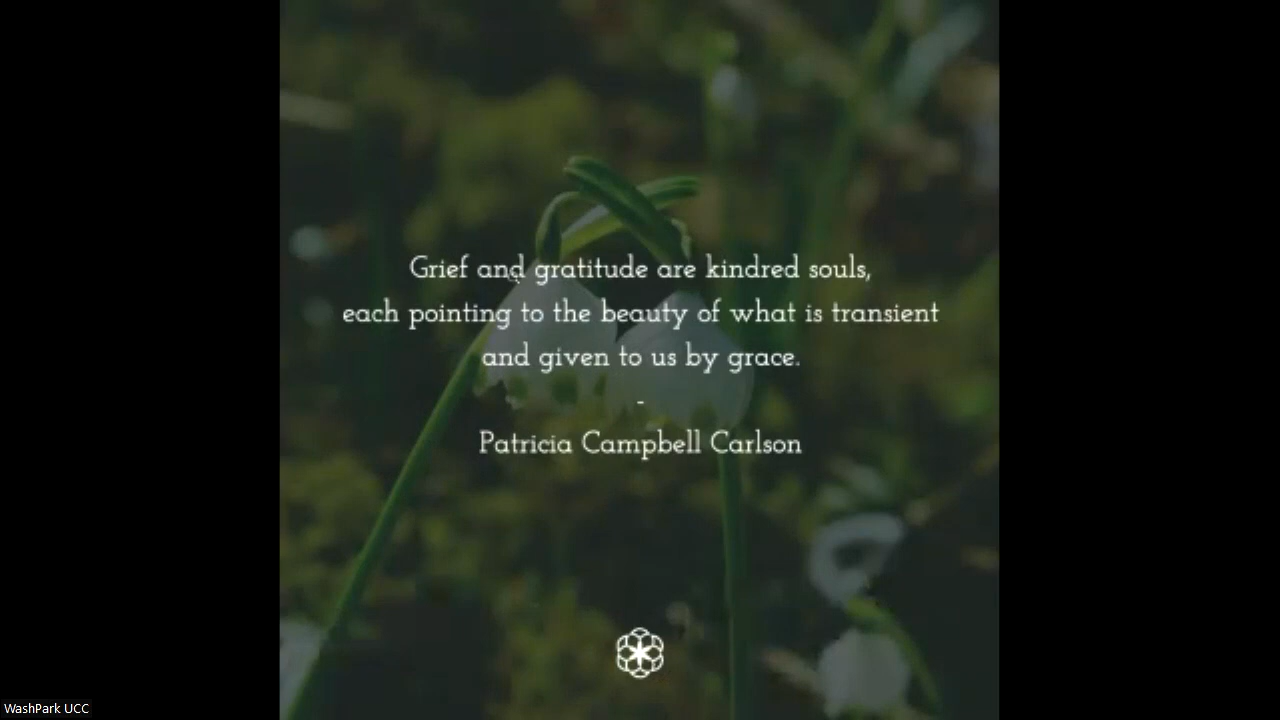 Grief and gratitude are kindred souls,
each pointing to the beauty of what is transient
and given to us by grace.
-
Patricia Campbell Carlson
WashPark UCC